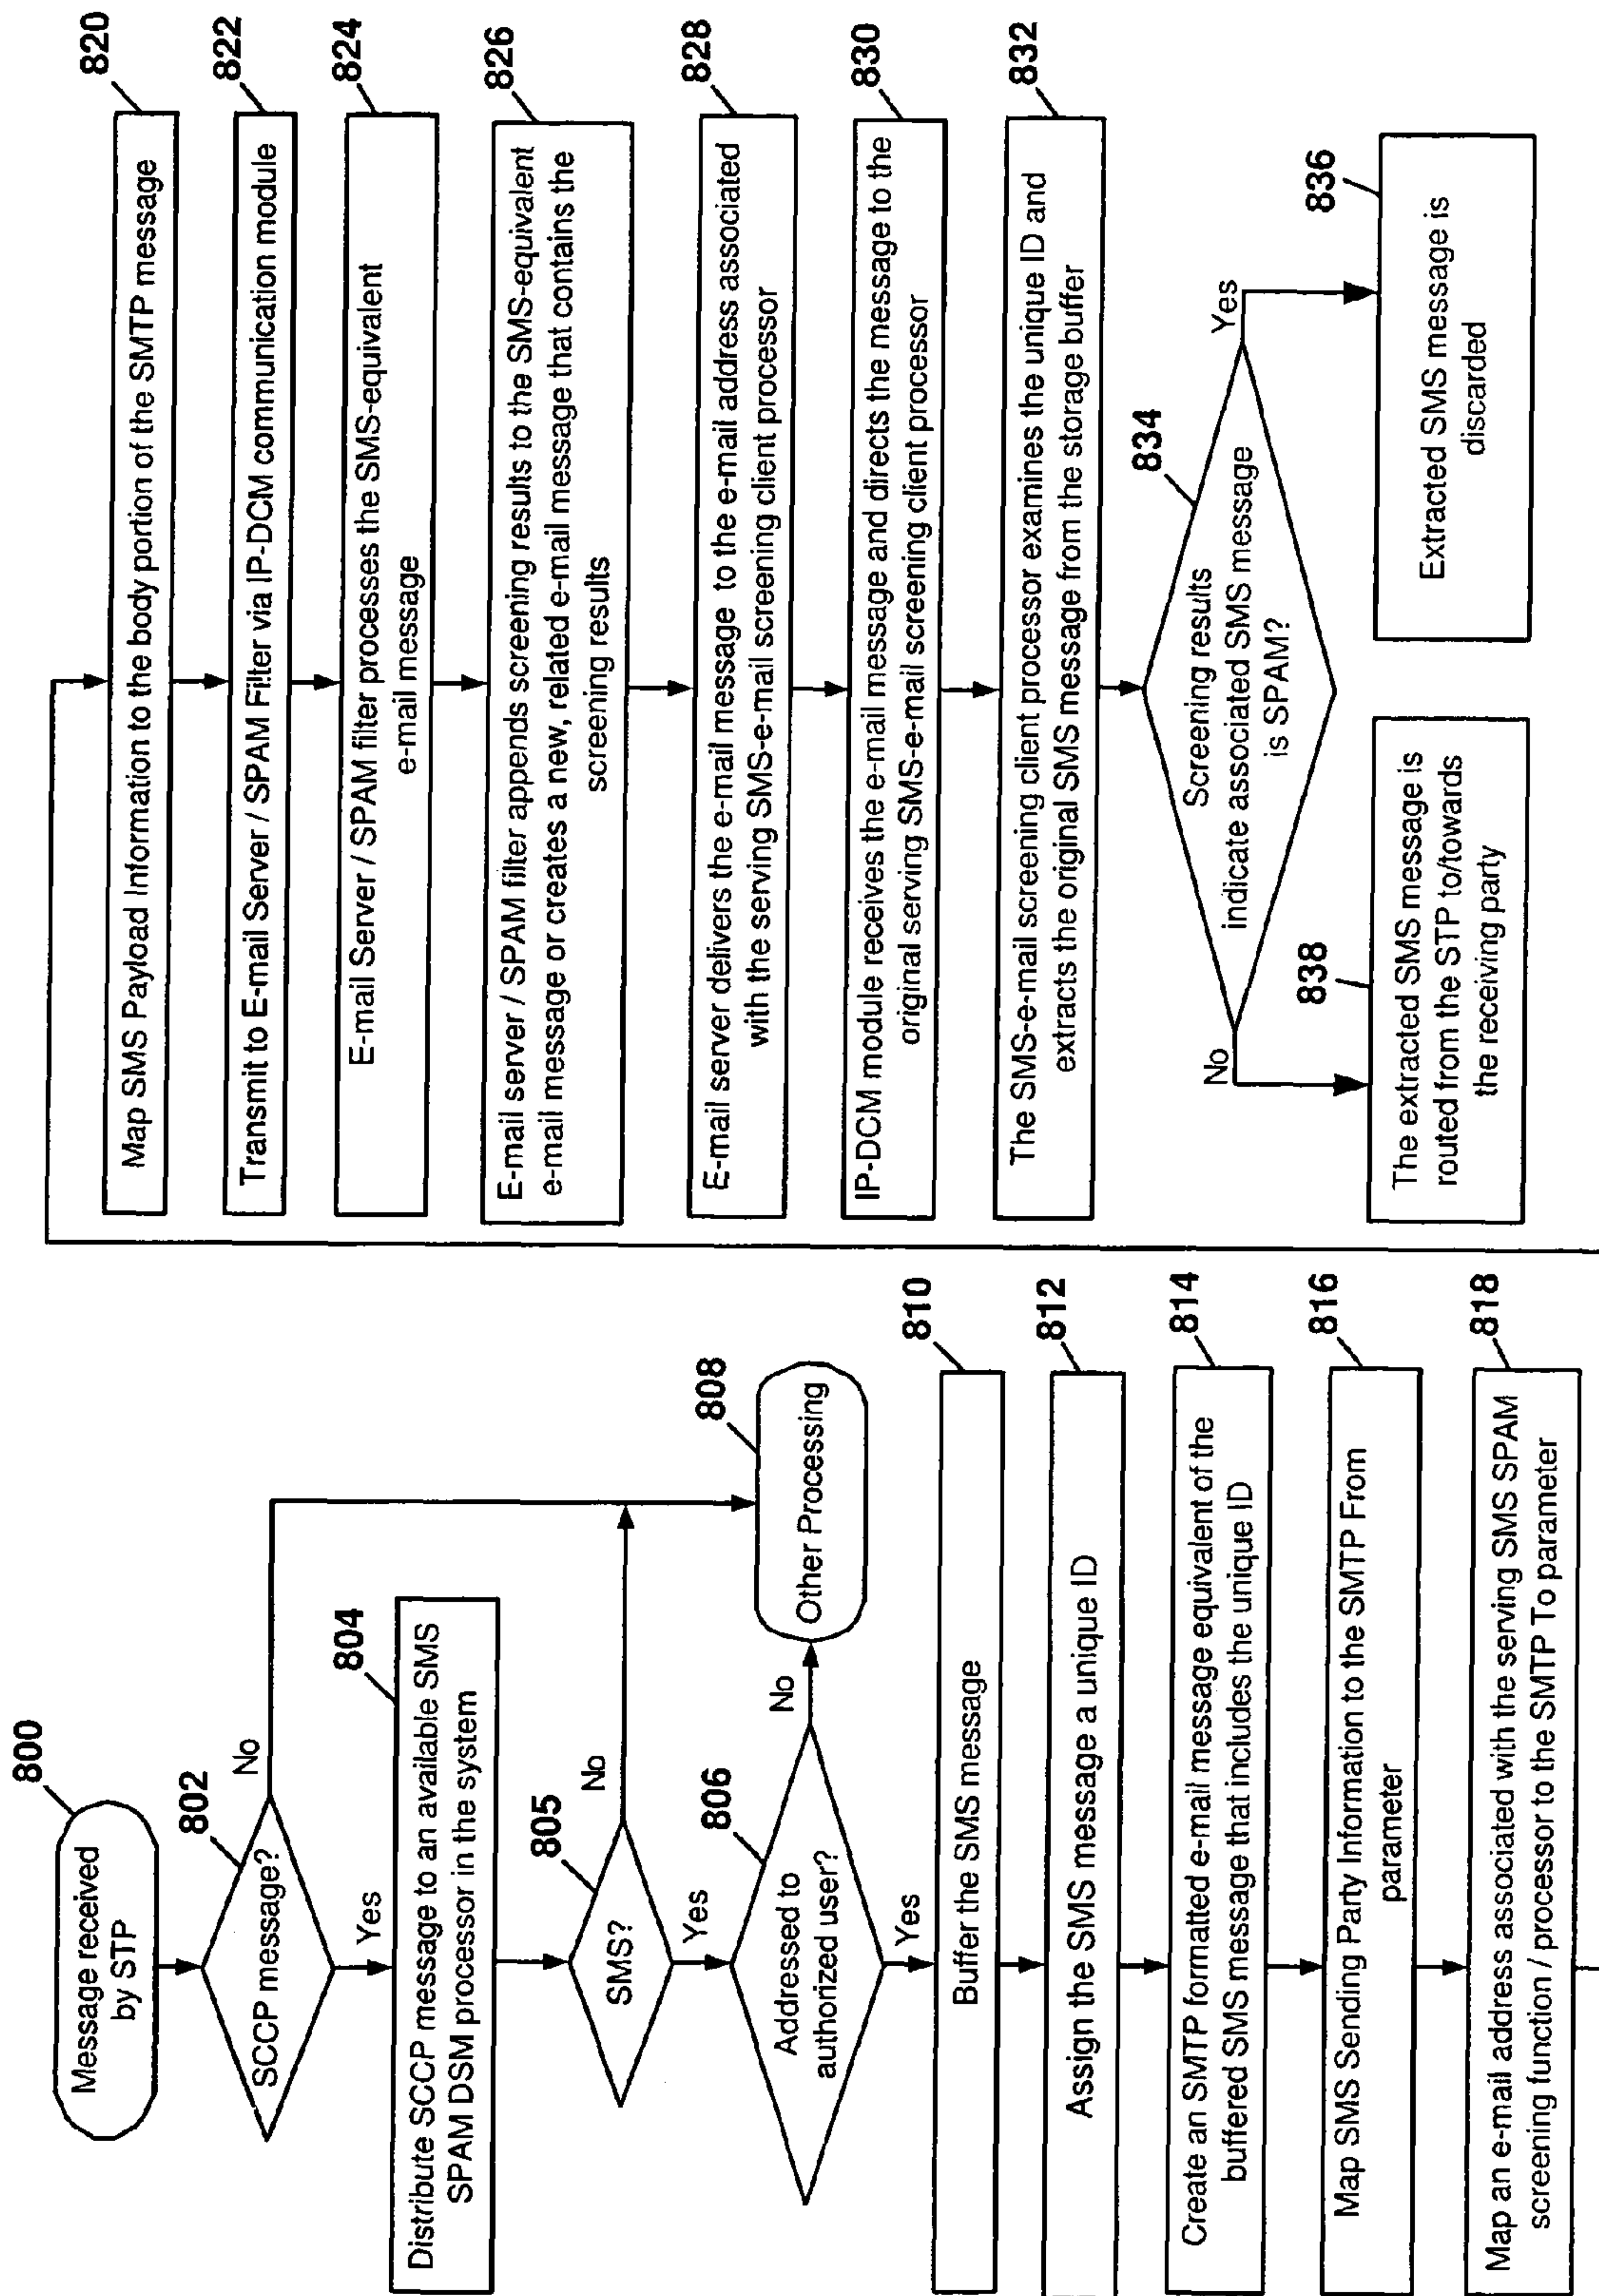 800
Message received
by STP
802
SCCP message?
No
Yes
804
Distribute SCCP message to an available SMS
SPAM DSM processor in the system
805
SMS?
No
Yes
806
Addressed to
authorized user?
No
Yes
808
Other Processing
810
Buffer the SMS message
812
Assign the SMS message a unique ID
814
Create an SMTP formatted e-mail message equivalent of the
buffered SMS message that includes the unique ID
816
Map SMS Sending Party Information to the SMTP From
parameter
818
Map an e-mail address associated with the serving SMS SPAM
screening function / processor to the SMTP To parameter
820
Map SMS Payload Information to the body portion of the SMTP message
822
Transmit to E-mail Server / SPAM Filter via IP-DCM communication module
824
E-mail Server / SPAM filter processes the SMS-equivalent
e-mail message
826
E-mail server / SPAM filter appends screening results to the SMS-equivalent
e-mail message or creates a new, related e-mail message that contains the
screening results
828
E-mail server delivers the e-mail message to the e-mail address associated
with the serving SMS-e-mail screening client processor
830
IP-DCM module receives the e-mail message and directs the message to the
original serving SMS-e-mail screening client processor
832
The SMS-e-mail screening client processor examines the unique ID and
extracts the original SMS message from the storage buffer
834
Screening results
indicate associated SMS message
is SPAM?
No
Yes
838
The extracted SMS message is
routed from the STP to/towards
the receiving party
836
Extracted SMS message is
discarded